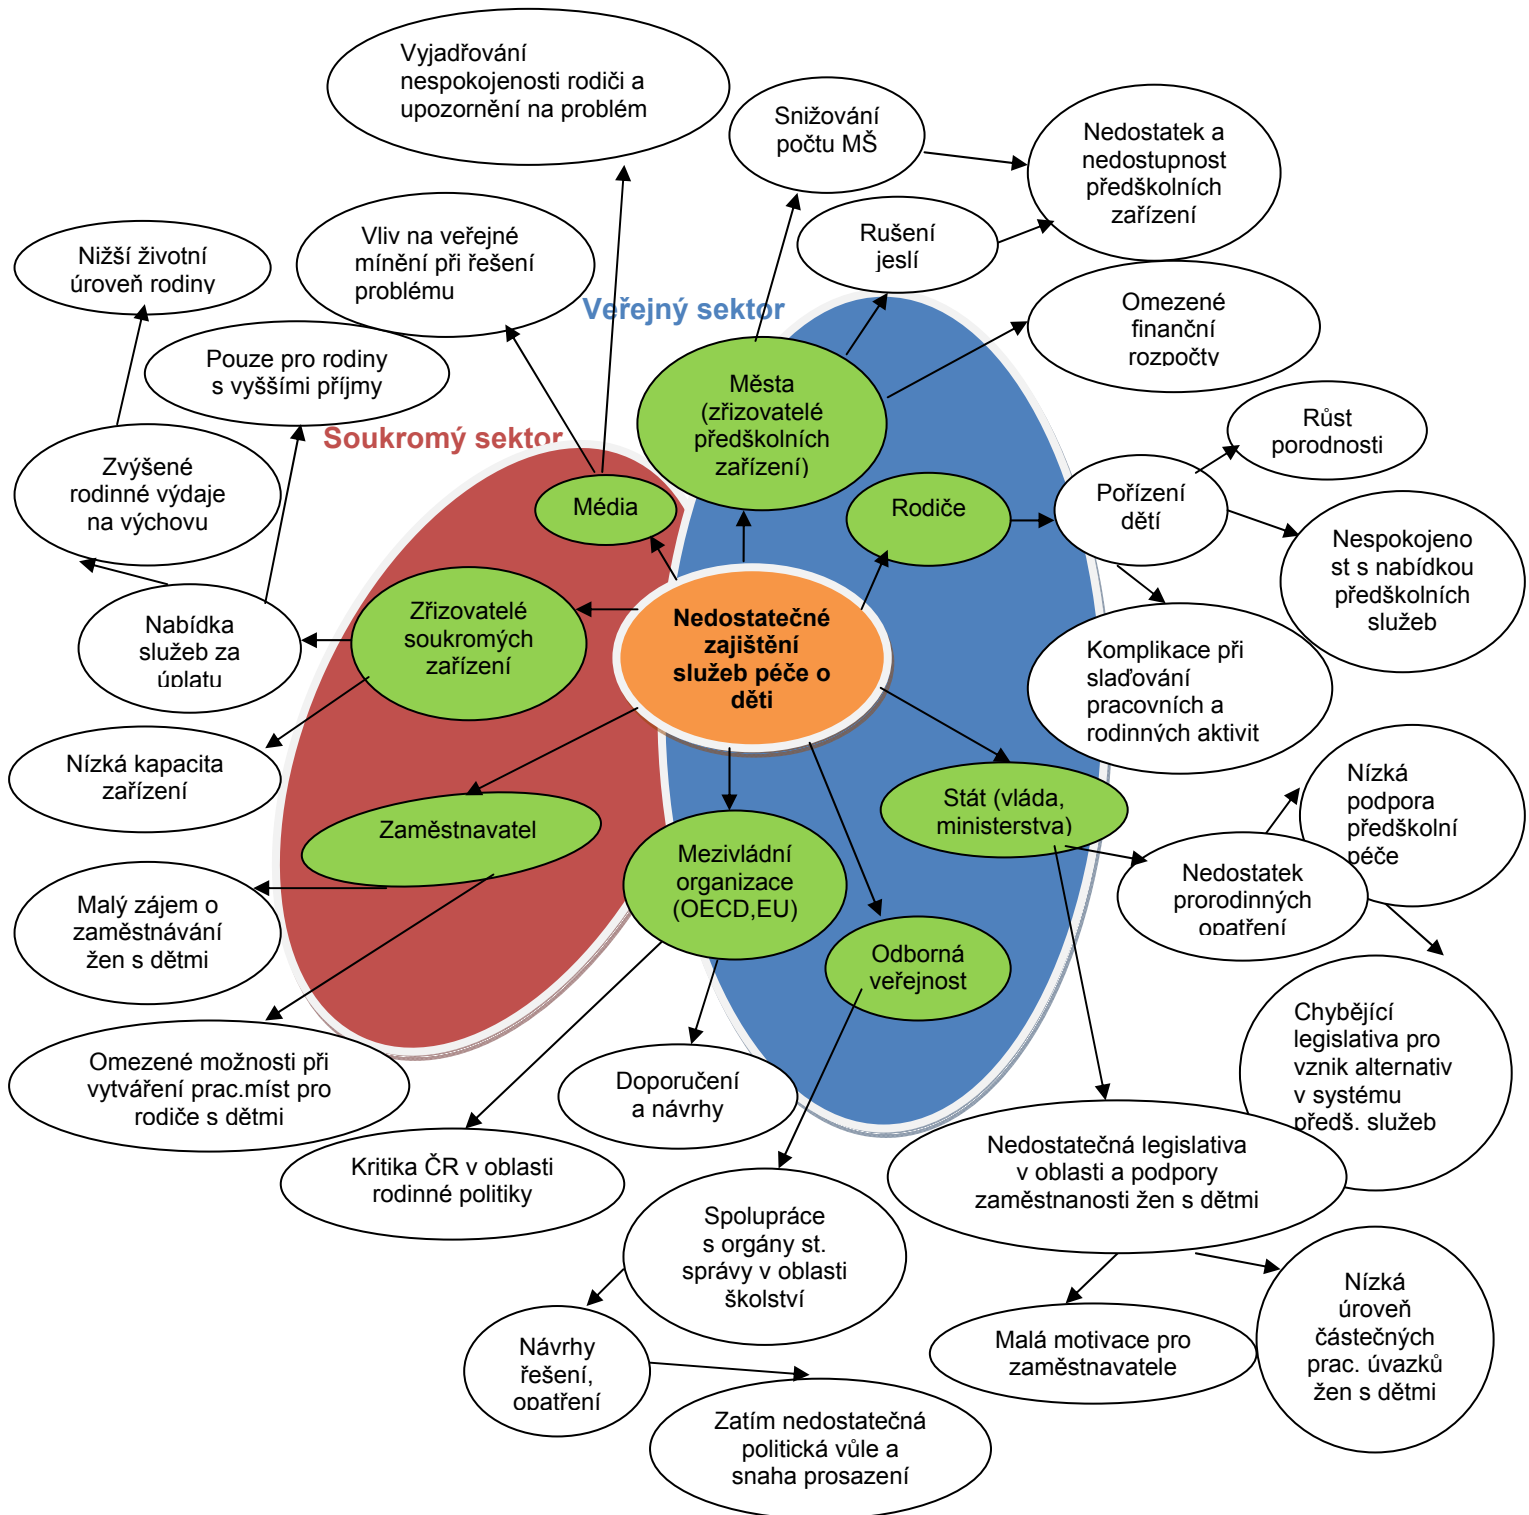 Vyjadřování
nespokojenosti rodiči a
upozornění na problém
Snižování
počtu MŠ
Nedostatek a
nedostupnost
předškolních
zařízení
Nižší životní
úroveň rodiny
Vliv na veřejné
mínění při řešení
problému
Rušení
jeslí
Veřejný sektor
Omezené
finanční
rozpočty
Pouze pro rodiny
s vyššími příjmy
Města
(zřizovatelé
předškolních
zařízení)
Soukromý sektor
Růst
porodnosti
Zvýšené
rodinné výdaje
na výchovu
Média
Rodiče
Pořízení
dětí
Nespokojeno
st s nabídkou
předškolních
služeb
Nabídka
služeb za
úplatu
Zřizovatelé
soukromých
zařízení
Nedostatečné
zajištění
služeb péče o
děti
Komplikace při
slaďování
pracovních a
rodinných aktivit
Nízká kapacita
zařízení
Zaměstnavatel
Stát (vláda,
ministerstva)
Nízká
podpora
předškolní
péče
Mezivládní
organizace
(OECD,EU)
Nedostatek
prorodinných
opatření
Malý zájem o
zaměstnávání
žen s dětmi
Odborná
veřejnost
Chybějící
legislativa pro
vznik alternativ
v systému
předš. služeb
Omezené možnosti při
vytváření prac.míst pro
rodiče s dětmi
Doporučení
a návrhy
Kritika ČR v oblasti
rodinné politiky
Nedostatečná legislativa
v oblasti a podpory
zaměstnanosti žen s dětmi
Spolupráce
s orgány st.
správy v oblasti
školství
Nízká
úroveň
částečných
prac. úvazků
žen s dětmi
Malá motivace pro
zaměstnavatele
Návrhy
řešení,
opatření
Zatím nedostatečná
politická vůle a
snaha prosazení